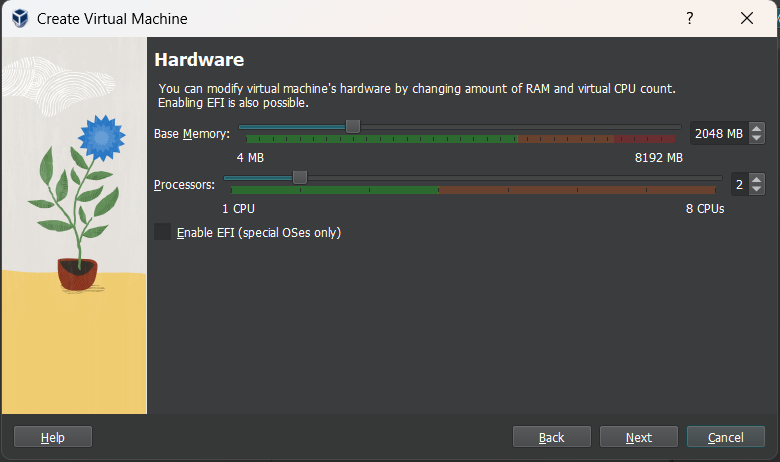 Create Virtual Machine
Hardware
You can modify virtual machine's hardware by changing amount of RAM and virtual CPU count.
Enabling EFI is also possible.
Base Memory: 2048 MB
4 MB 8192 MB
Processors: 2
1 CPU 8 CPUs
Enable EFI (special OSes only)
Help Back Next Cancel